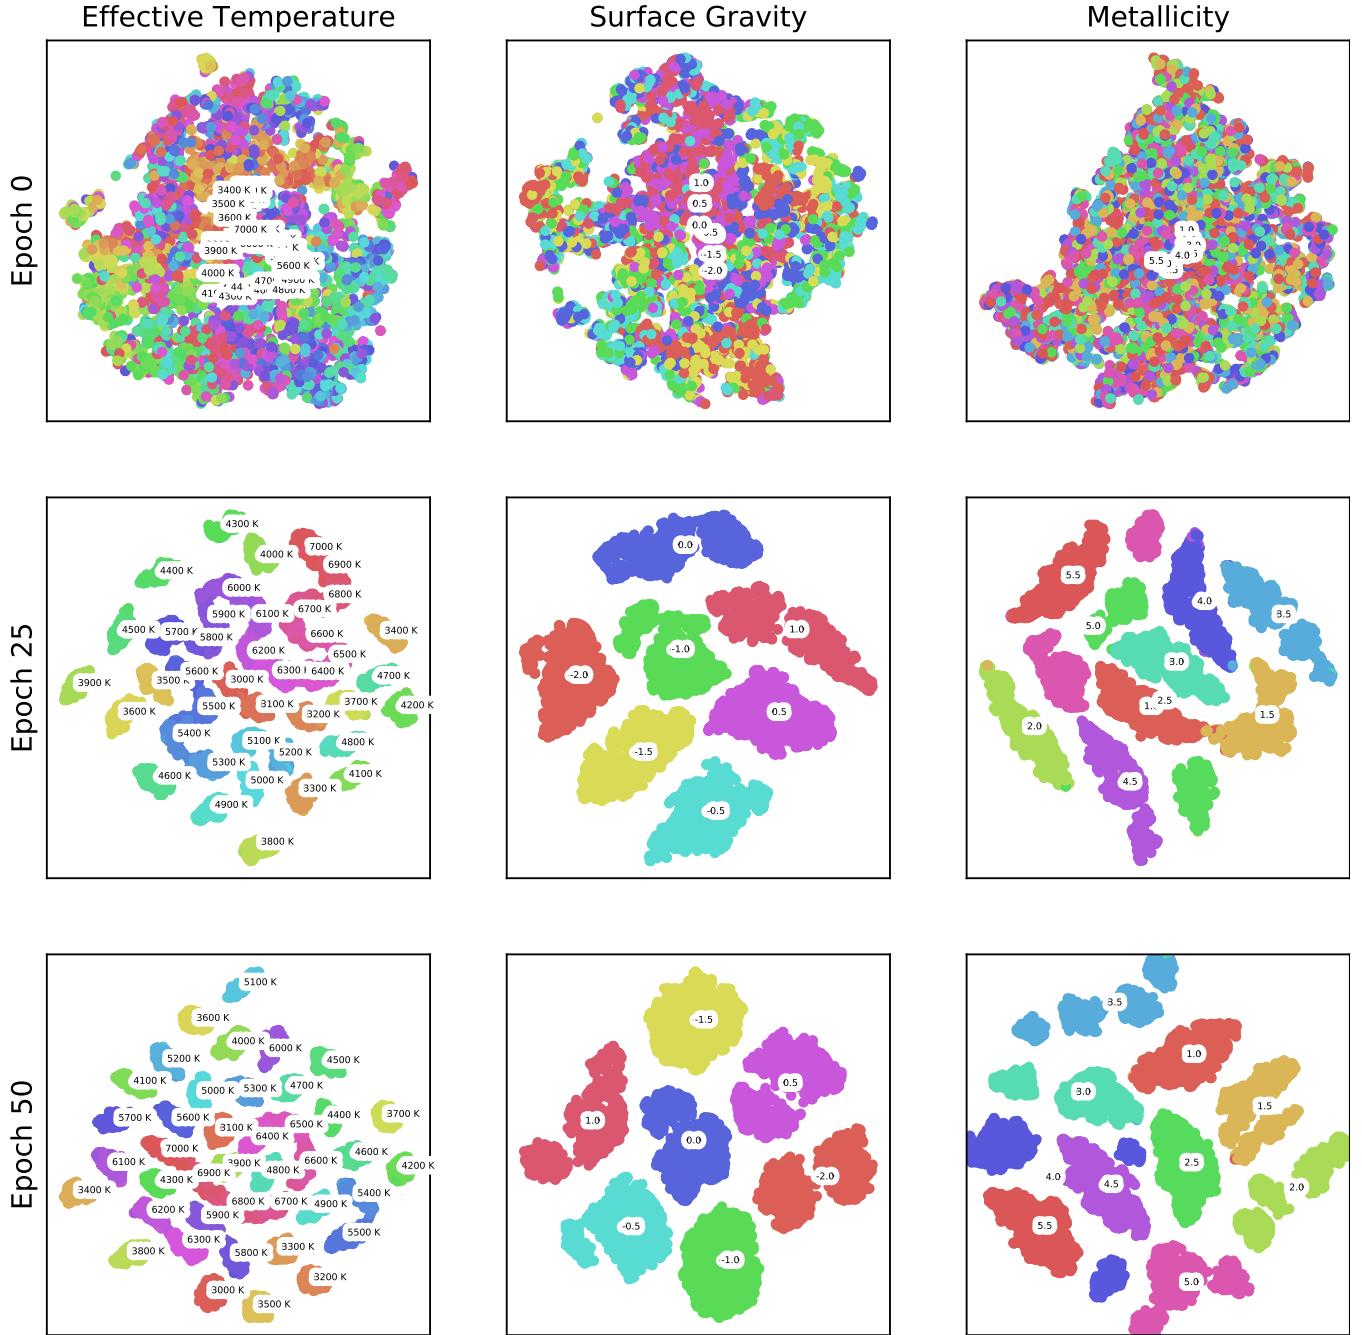 Effective Temperature
Surface Gravity
Metallicity
Epoch 0
3400 K
K
3500 K
3600 K
7000 K
K
3900 K
K
5600 K
4000 K
4900 K
4800 K
4300 K
1.0
0.5
0.0
-1.5
-2.0
1.0
5.5
4.0
Epoch 25
4300 K
4000 K
7000 K
6900 K
4400 K
6000 K
6800 K
5900 K
6100 K
6700 K
4500 K
5700 K
5800 K
6600 K
3400 K
6200 K
6500 K
3900 K
3500 K
5600 K
3000 K
6300
6400 K
4700 K
3600 K
5500 K
3100 K
3200 K
3700 K
4200 K
5400 K
5100 K
5200 K
4800 K
4600 K
5300 K
5000 K
3300 K
4100 K
4900 K
3800 K
0.0
1.0
-1.0
-2.0
0.5
-1.5
-0.5
5.5
4.0
3.5
5.0
3.0
2.5
1.5
2.0
4.5
Epoch 50
5100 K
3600 K
4000 K
6000 K
5200 K
4500 K
4100 K
5000 K
5300 K
4700 K
5700 K
5600 K
3100 K
6500 K
4400 K
3700 K
7000 K
6400 K
6100 K
3900 K
6600 K
4600 K
4200 K
3400 K
4300 K
6900 K
4800 K
6200 K
5900 K
6800 K
6700 K
4900 K
5400 K
3800 K
6300 K
5800 K
3300 K
5500 K
3000 K
3500 K
3200 K
-1.5
0.5
1.0
0.0
-2.0
-0.5
-1.0
3.5
1.0
3.0
1.5
2.5
4.0
4.5
2.0
5.5
5.0